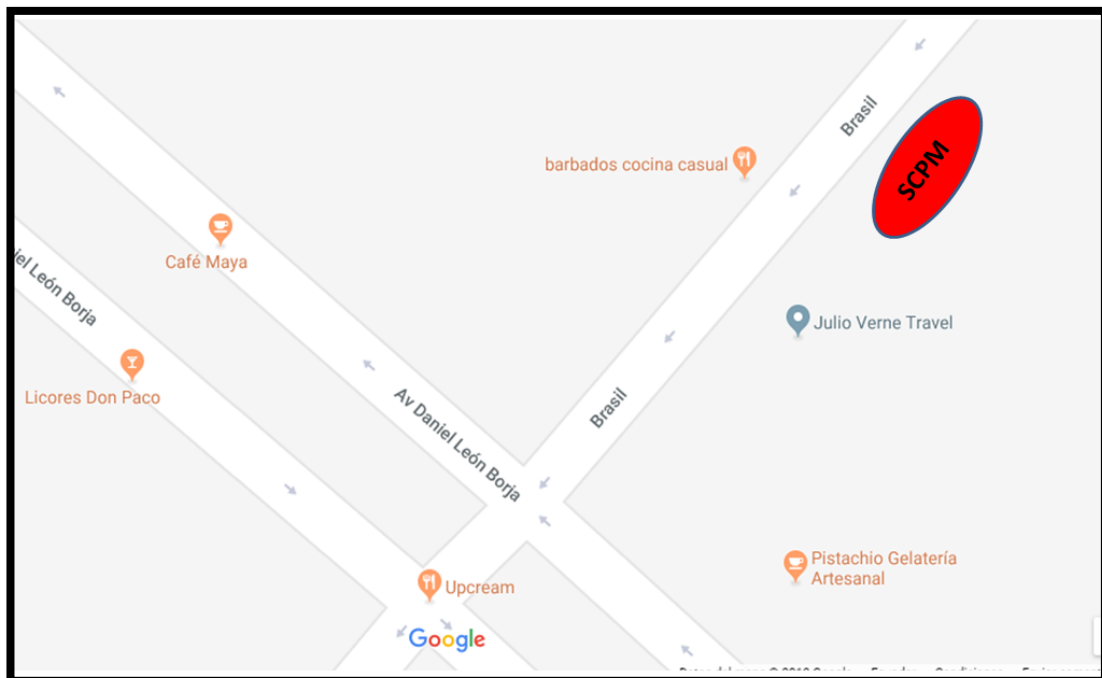 Brasil
SCPM
barbados cocina casual
Café Maya
iel León Borja
Julio Verne Travel
Licores Don Paco
Av Daniel León Borja
Brasil
Pistachio Gelatería
Artesanal
Upcream
Google